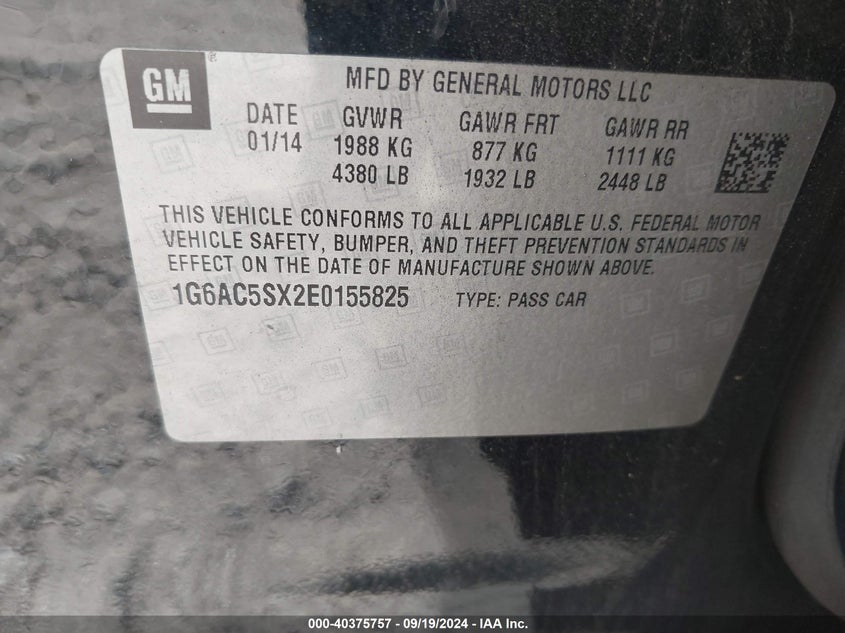 GM
MFD BY GENERAL MOTORS LLC
DATE GVWR GAWR FRT GAWR RR
01/14 1988 KG 877 KG 1111 KG
4380 LB 1932 LB 2448 LB
THIS VEHICLE CONFORMS TO ALL APPLICABLE U.S. FEDERAL MOTOR
VEHICLE SAFETY, BUMPER, AND THEFT PREVENTION STANDARDS IN
EFFECT ON THE DATE OF MANUFACTURE SHOWN ABOVE.
1G6AC5SX2E0155825 TYPE: PASS CAR
000-40375757 - 09/19/2024 - IAA Inc.